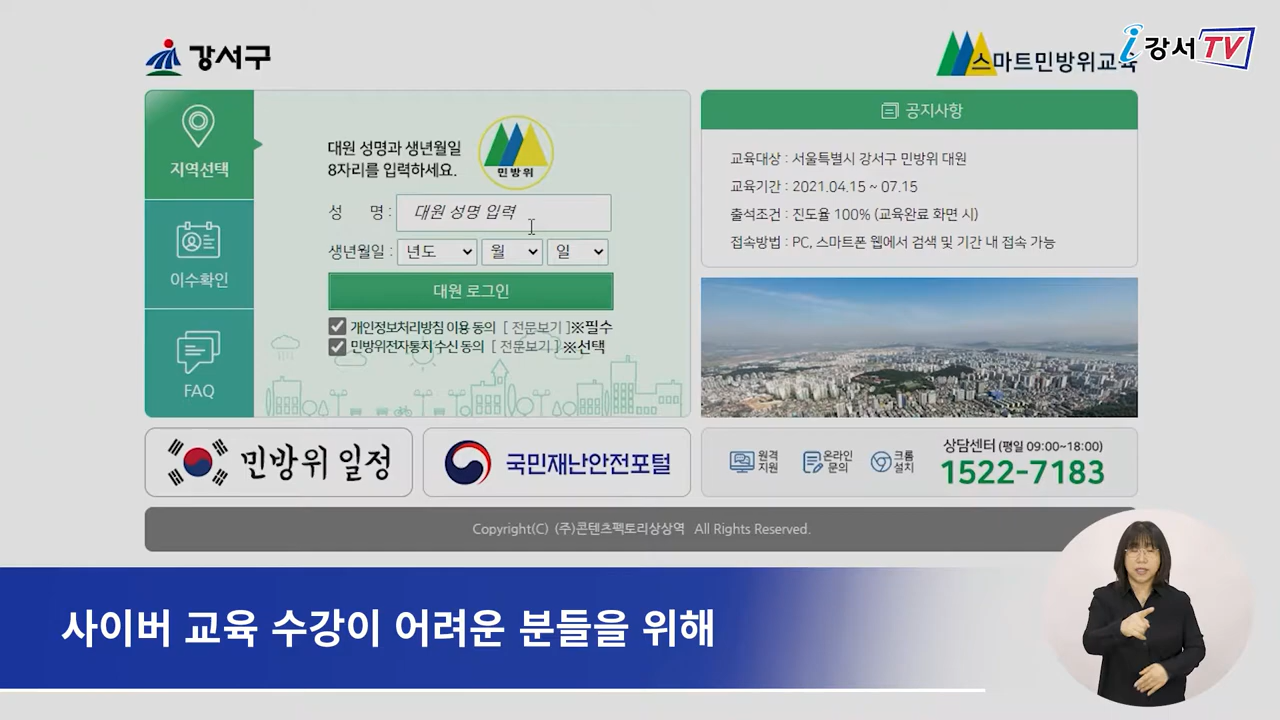 강서구
스마트민방위교육
i강서TV
지역선택
이수확인
FAQ
대원 성명과 생년월일
8자리를 입력하세요.
민방위
성 명 : 대원 성명 입력
생년월일 : 년도 월 일
대원 로그인
개인정보처리방침 이용 동의 [ 전문보기 ]※필수
민방위전자통지 수신 동의 [ 전문보기 ] ※선택
공지사항
교육대상 : 서울특별시 강서구 민방위 대원
교육기간 : 2021.04.15 ~ 07.15
출석조건 : 진도율 100% (교육완료 화면 시)
접속방법 : PC, 스마트폰 웹에서 검색 및 기간 내 접속 가능
민방위 일정
국민재난안전포털
원격
지원
온라인
문의
크롬
설치
상담센터 (평일 09:00~18:00)
1522-7183
Copyright(C) (주)콘텐츠팩토리상상역 All Rights Reserved.
사이버 교육 수강이 어려운 분들을 위해